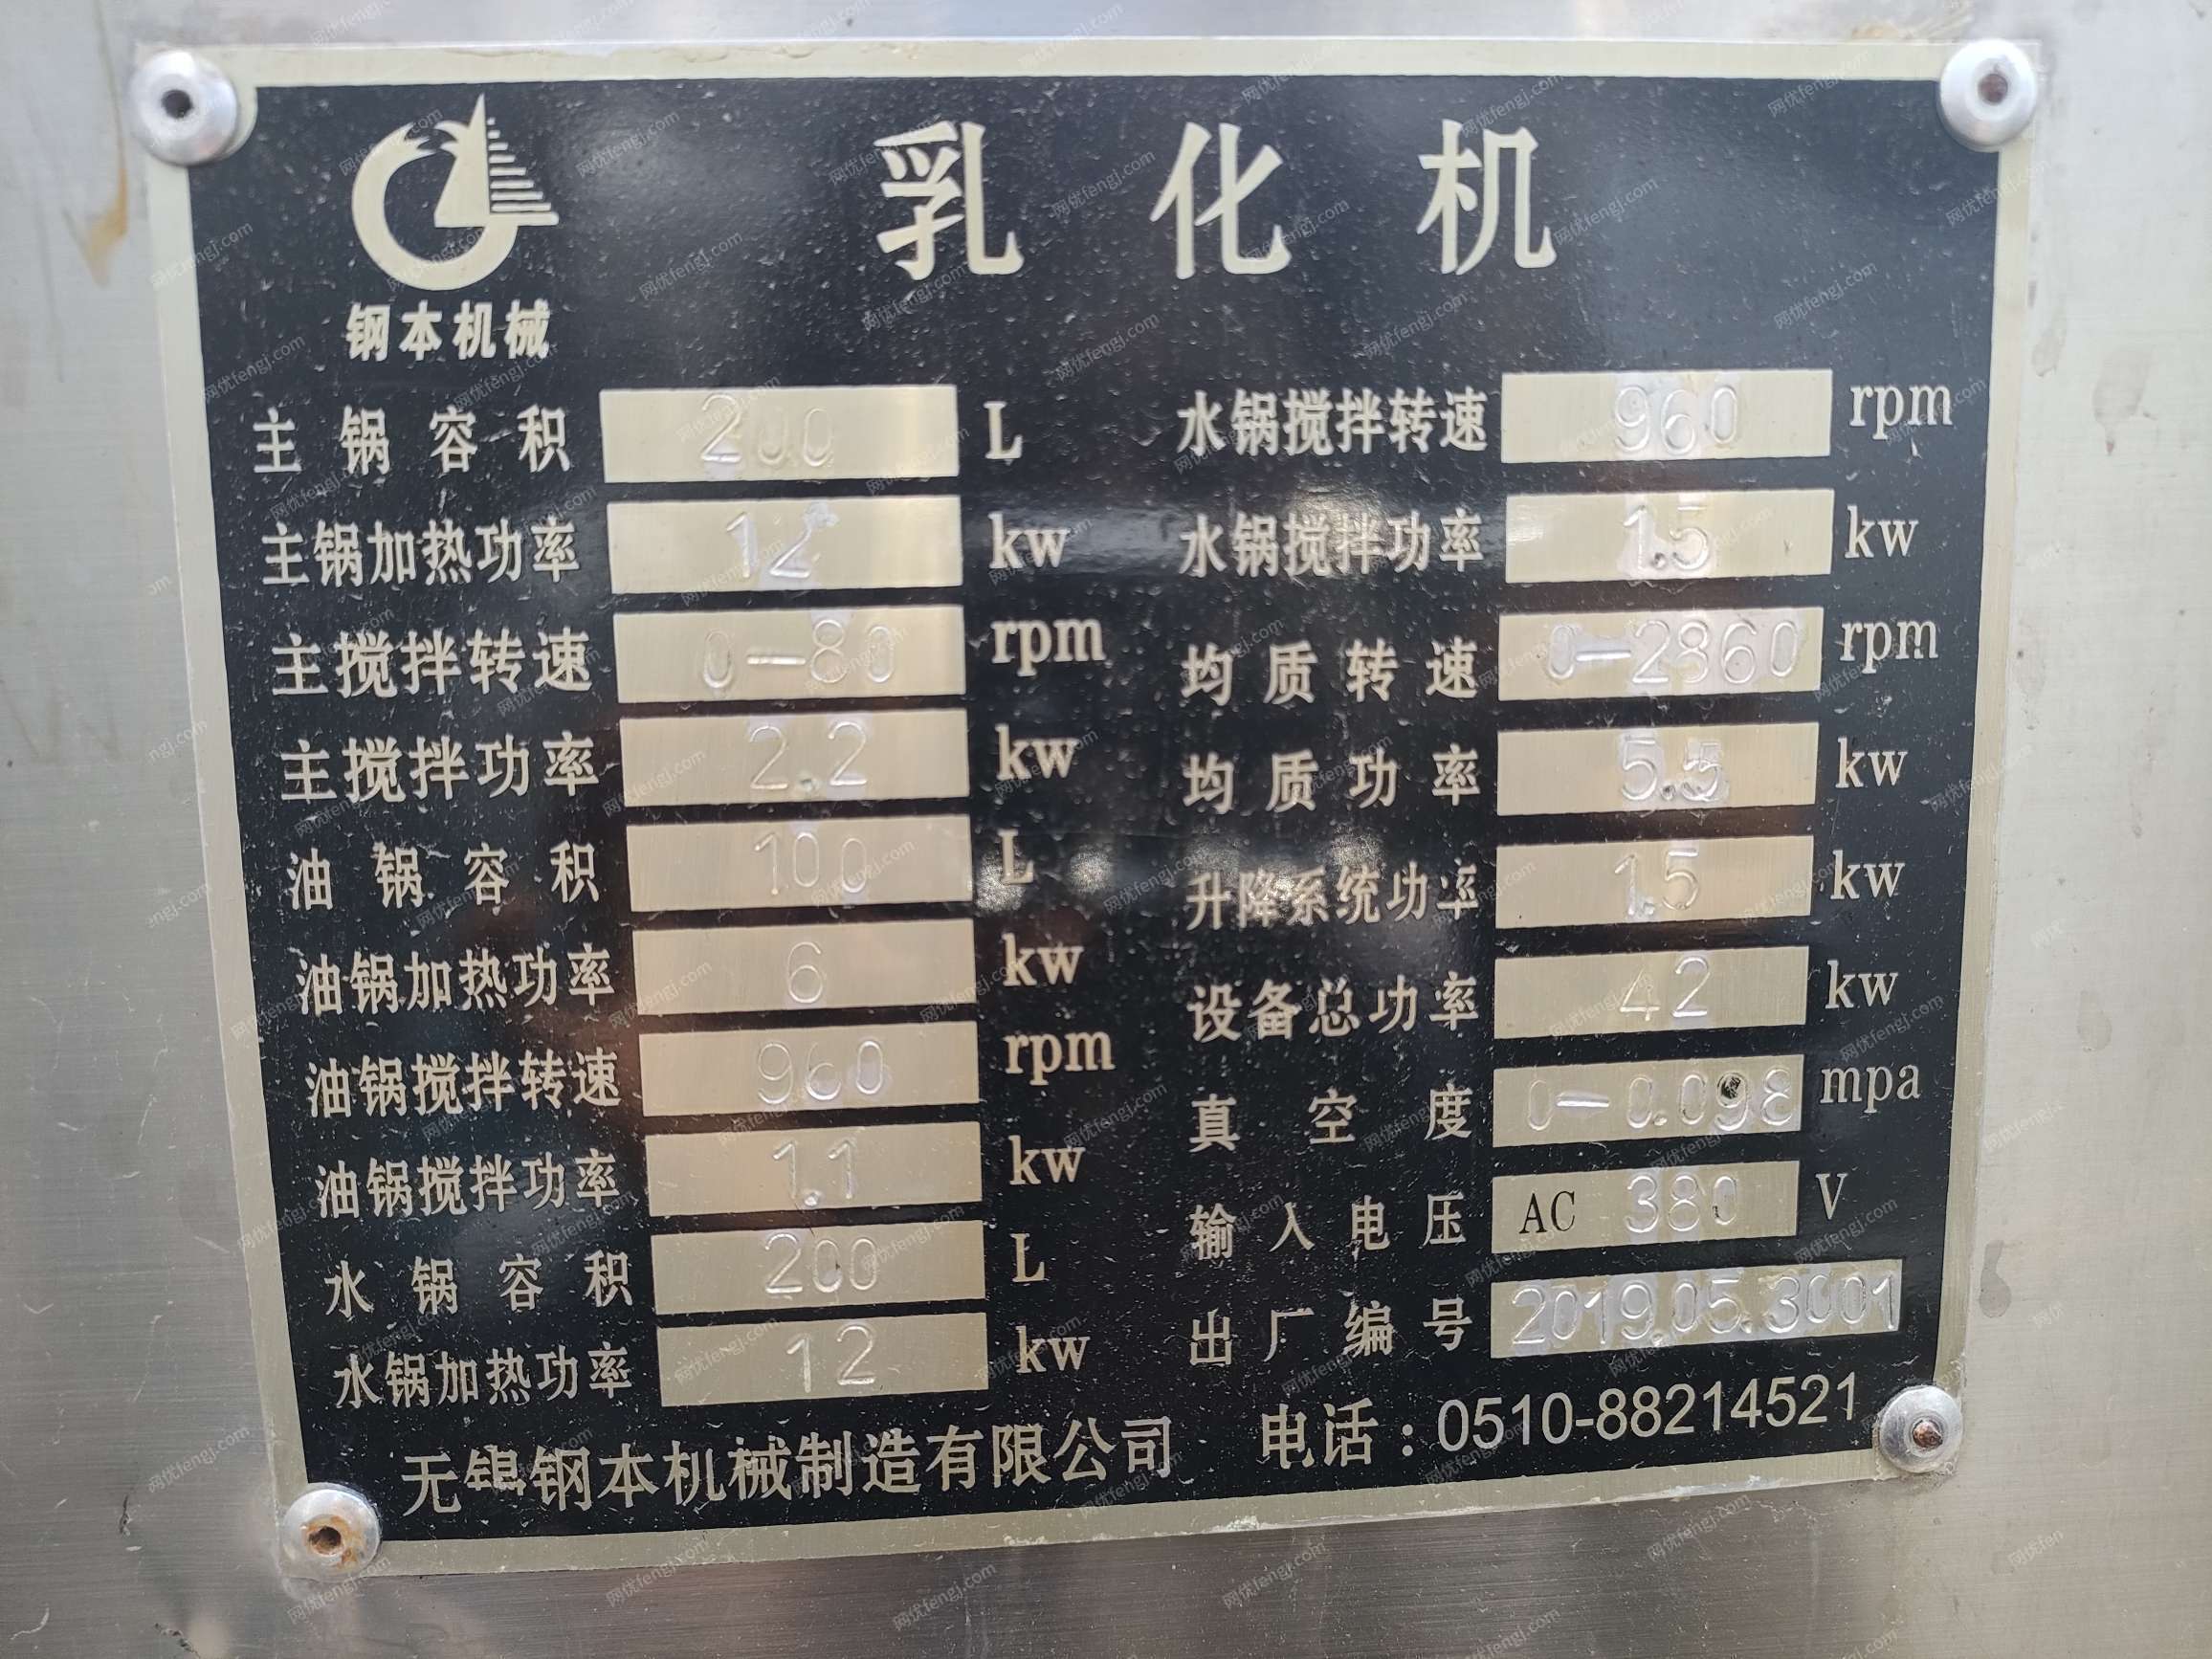 乳化机
钢本机械
主锅容积 200 L
主锅加热功率 12 kw
主搅拌转速 0-80 rpm
主搅拌功率 2.2 kw
油锅容积 100 L
油锅加热功率 6 kw
油锅搅拌转速 960 rpm
油锅搅拌功率 1.1 kw
水锅容积 200 L
水锅加热功率 12 kw
水锅搅拌转速 960 rpm
水锅搅拌功率 1.5 kw
均质转速 0-2860 rpm
均质功率 5.5 kw
升降系统功率 1.5 kw
设备总功率 42 kw
真空度 0-0.098 mpa
输入电压 AC 380 V
出厂编号 2019.05.3001
无锡钢本机械制造有限公司 电话：0510-88214521
网优fengj.com